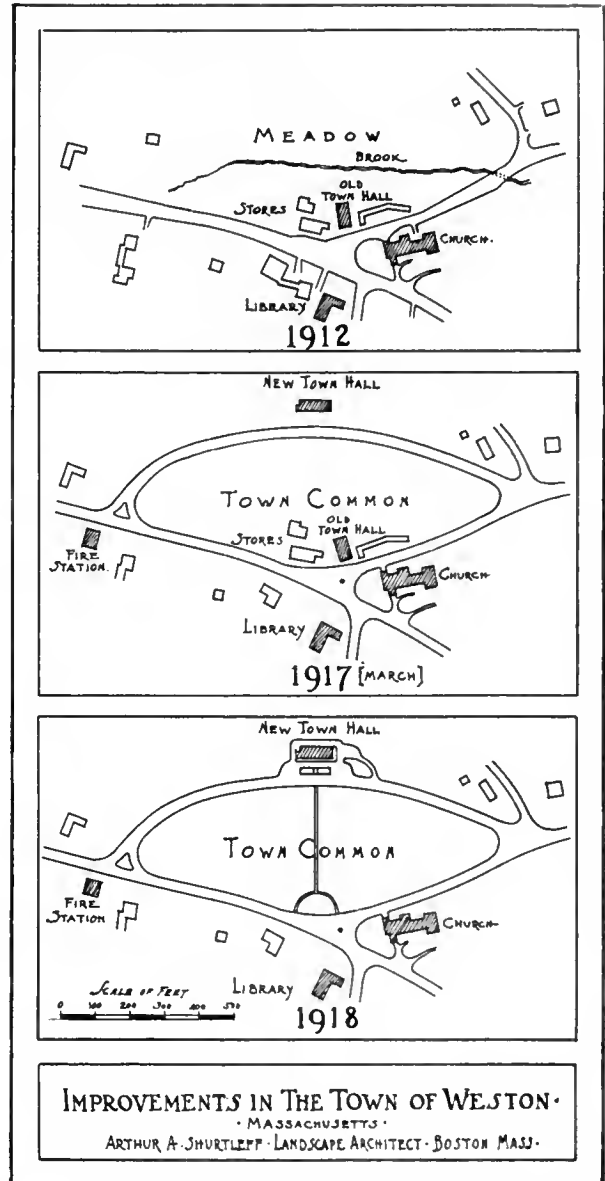 MEADOW
BROOK
OLD
TOWN HALL
STORES
CHURCH.
LIBRARY
1912
NEW TOWN HALL
TOWN COMMON
OLD
TOWN HALL
STORES
FIRE
STATION.
CHURCH
LIBRARY
1917 [MARCH]
NEW TOWN HALL
TOWN COMMON
FIRE
STATION
CHURCH
LIBRARY
SCALE OF FEET
0 100 200 300 400 500
1918
IMPROVEMENTS IN THE TOWN OF WESTON·
·MASSACHUSETTS·
ARTHUR A·SHURTLEFF·LANDSCAPE ARCHITECT·BOSTON MASS·